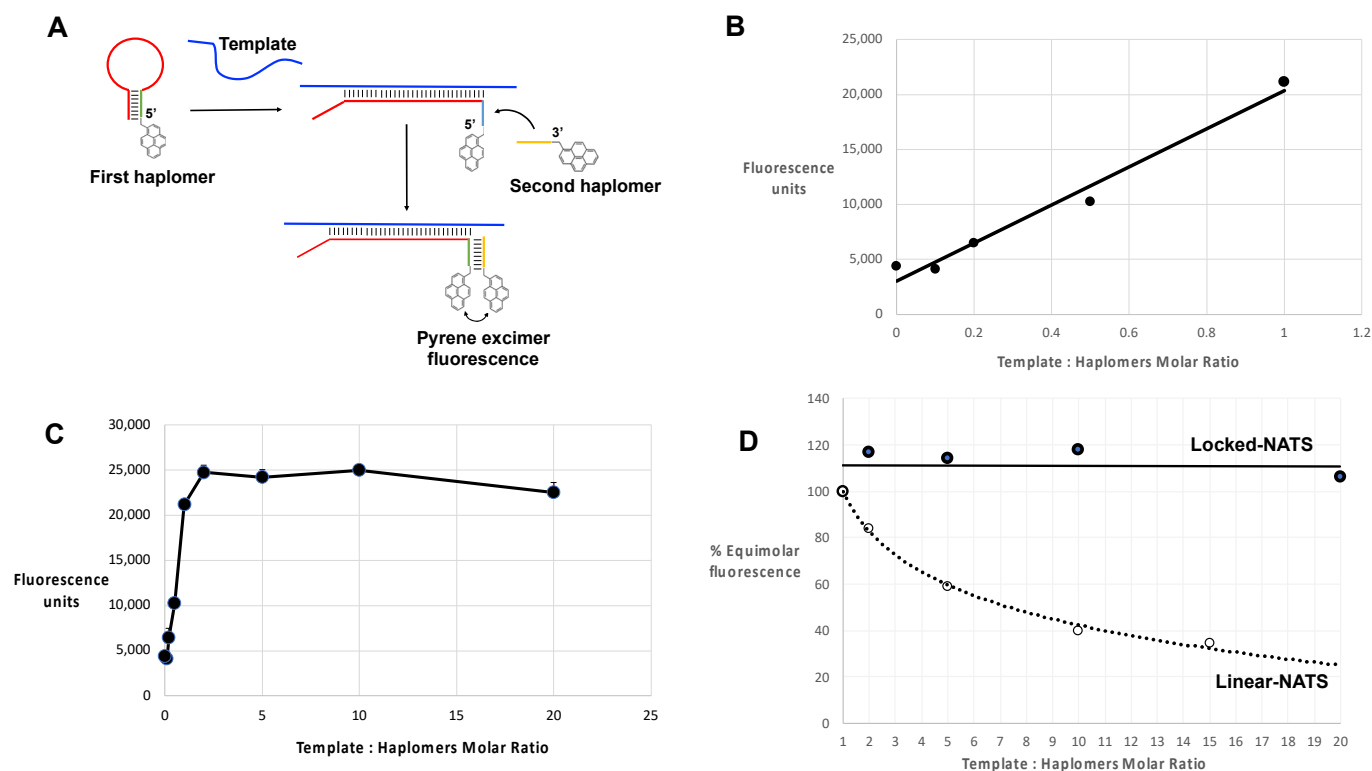 A
Template
5’
First haplomer
5’
3’
Second haplomer
Pyrene excimer
fluorescence
B
25,000
20,000
15,000
10,000
5,000
0
Fluorescence
units
0
0.2
0.4
0.6
0.8
1
1.2
Template : Haplomers Molar Ratio
C
30,000
25,000
20,000
15,000
10,000
5,000
0
Fluorescence
units
0
5
10
15
20
25
Template : Haplomers Molar Ratio
D
140
120
100
80
60
40
20
0
% Equimolar
fluorescence
Locked-NATS
Linear-NATS
1 2 3 4 5 6 7 8 9 10 11 12 13 14 15 16 17 18 19 20
Template : Haplomers Molar Ratio